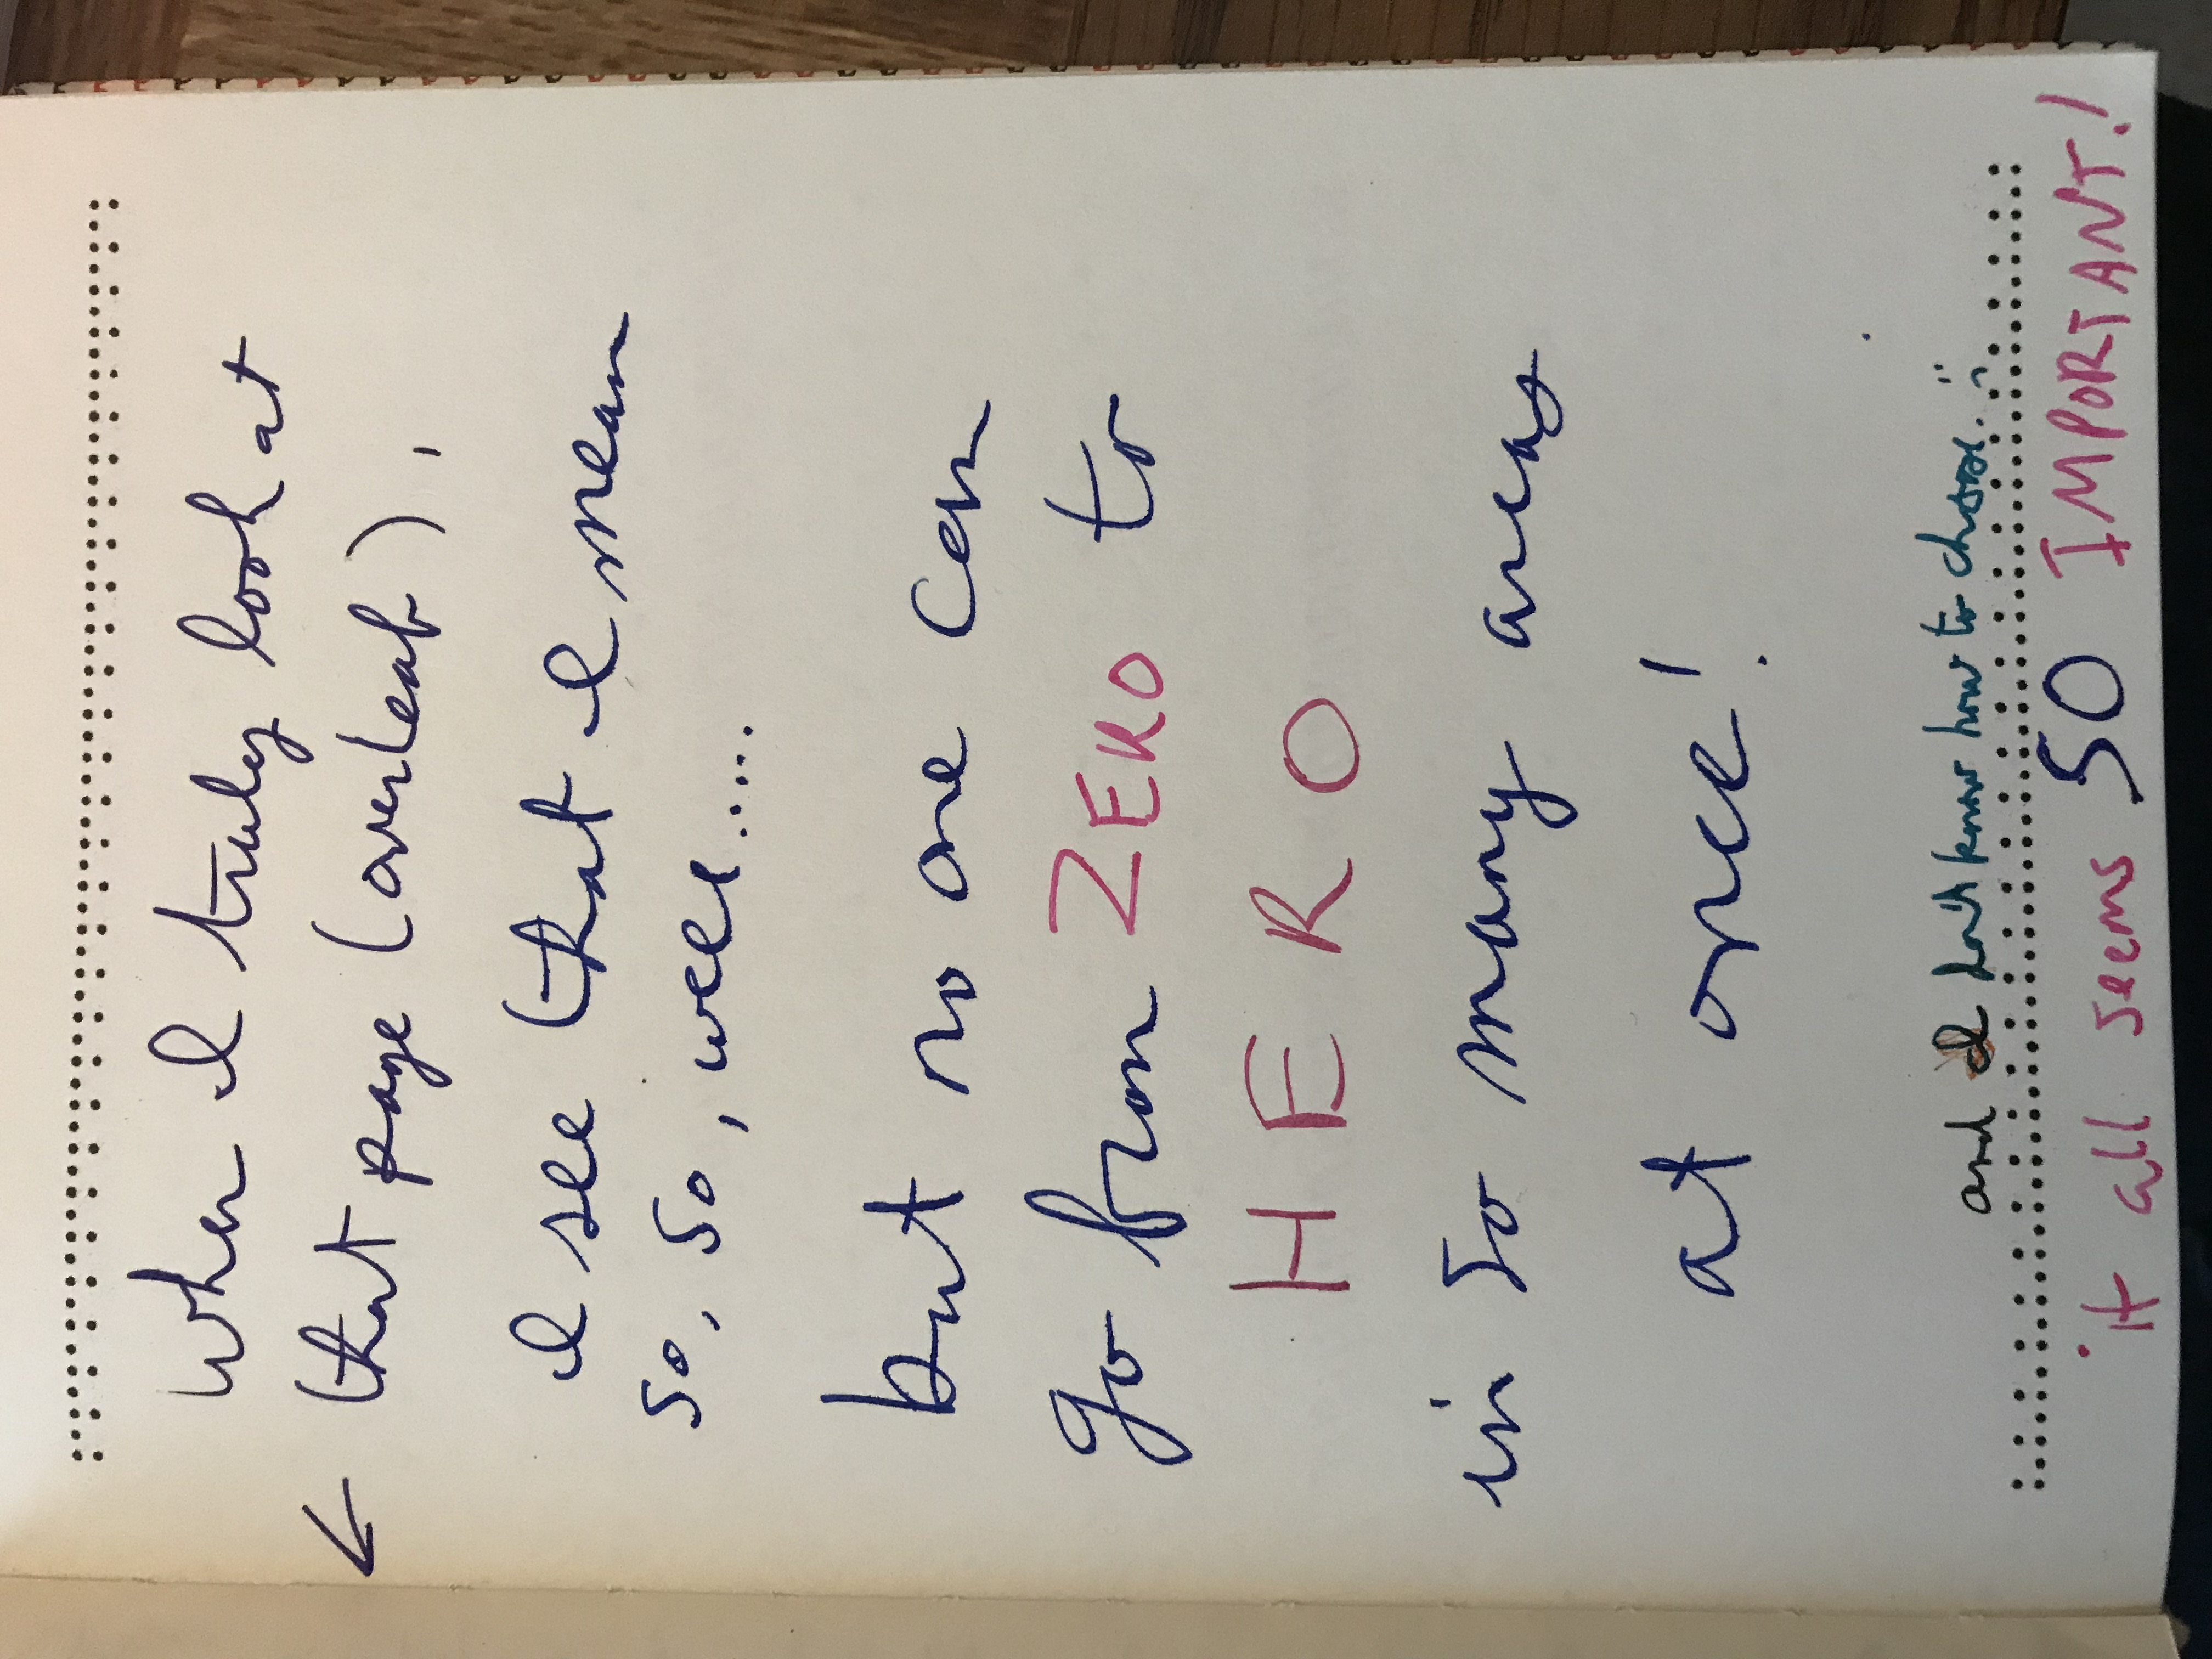 When I truly look at
← that page (overleaf),
I see that I mean
so, so, well.....
but no one can
go from ZERO to
HERO
in so many areas
at once!
and I don't know how to choose. :(
it all seems SO IMPORTANT!